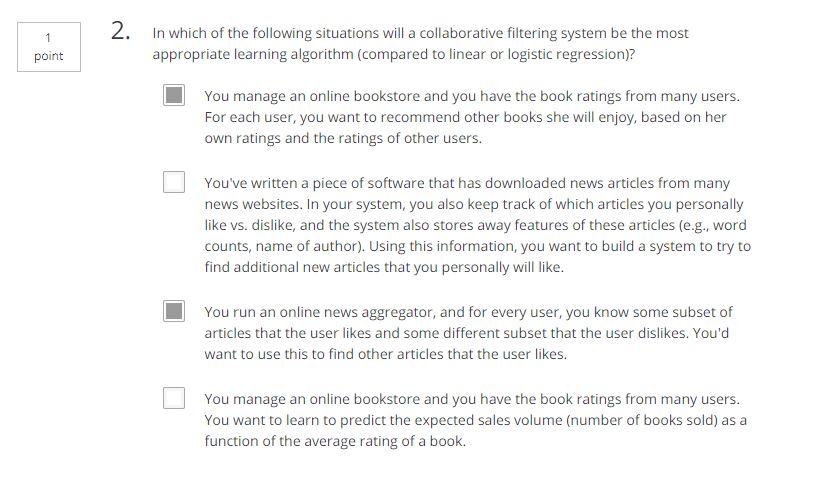 1
point
2.
In which of the following situations will a collaborative filtering system be the most
appropriate learning algorithm (compared to linear or logistic regression)?
You manage an online bookstore and you have the book ratings from many users.
For each user, you want to recommend other books she will enjoy, based on her
own ratings and the ratings of other users.
You've written a piece of software that has downloaded news articles from many
news websites. In your system, you also keep track of which articles you personally
like vs. dislike, and the system also stores away features of these articles (e.g., word
counts, name of author). Using this information, you want to build a system to try to
find additional new articles that you personally will like.
You run an online news aggregator, and for every user, you know some subset of
articles that the user likes and some different subset that the user dislikes. You'd
want to use this to find other articles that the user likes.
You manage an online bookstore and you have the book ratings from many users.
You want to learn to predict the expected sales volume (number of books sold) as a
function of the average rating of a book.